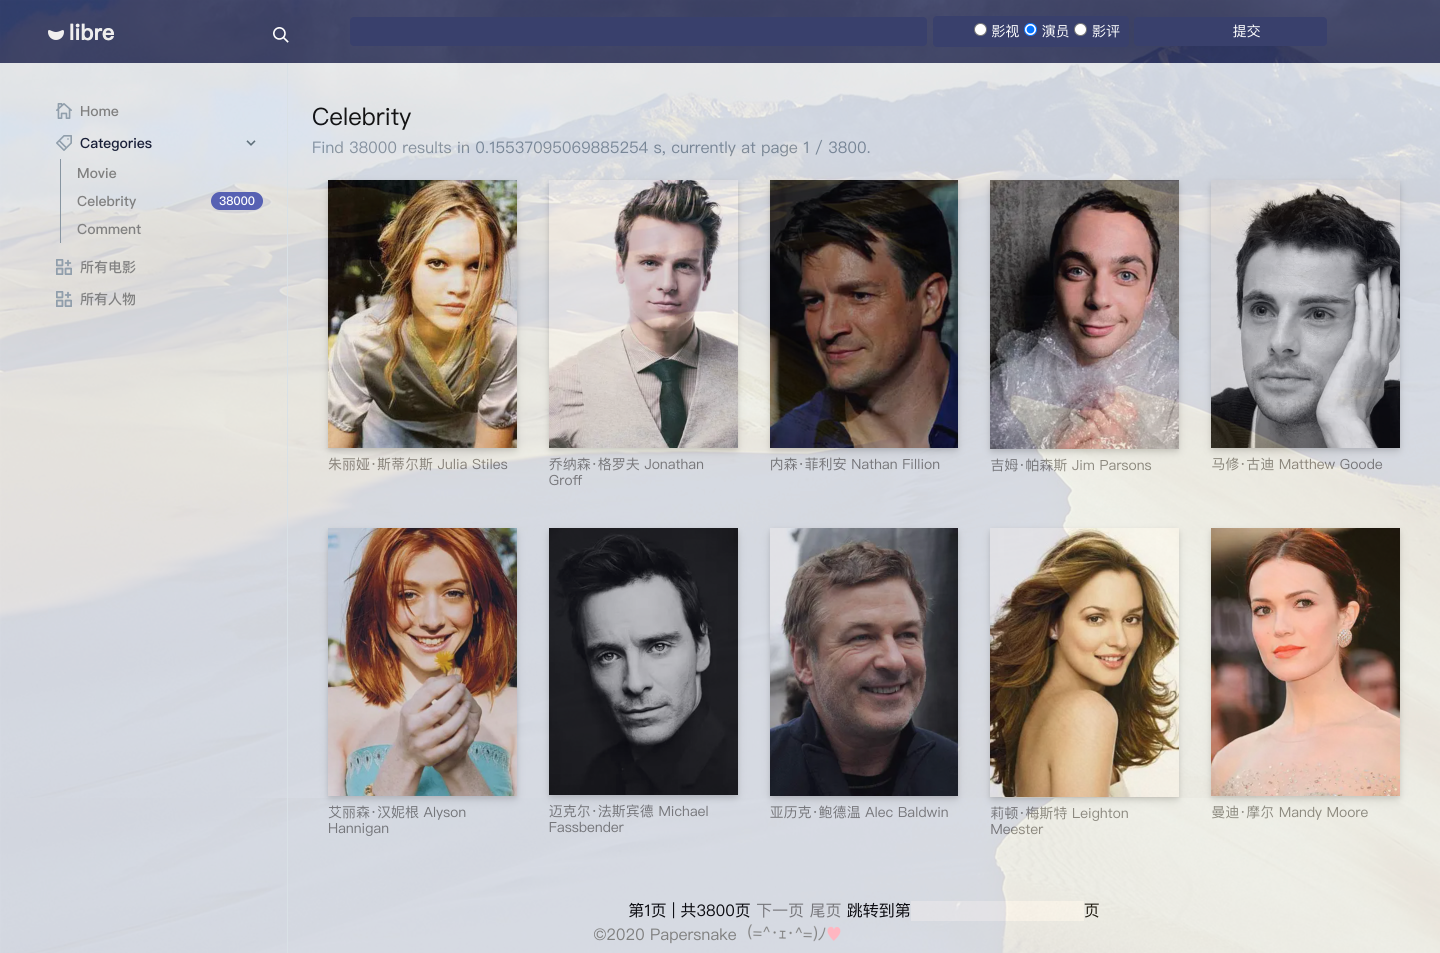 libre
影视 演员 影评 提交
Home
Categories
Movie
Celebrity 38000
Comment
所有电影
所有人物
Celebrity
Find 38000 results in 0.15537095069885254 s, currently at page 1 / 3800.
朱丽娅·斯蒂尔斯 Julia Stiles
乔纳森·格罗夫 Jonathan
Groff
内森·菲利安 Nathan Fillion
吉姆·帕森斯 Jim Parsons
马修·古迪 Matthew Goode
艾丽森·汉妮根 Alyson
Hannigan
迈克尔·法斯宾德 Michael
Fassbender
亚历克·鲍德温 Alec Baldwin
莉顿·梅斯特 Leighton
Meester
曼迪·摩尔 Mandy Moore
第1页 | 共3800页 下一页 尾页 跳转到第 页
©2020 Papersnake (=^･ｪ･^=)ﾉ♥